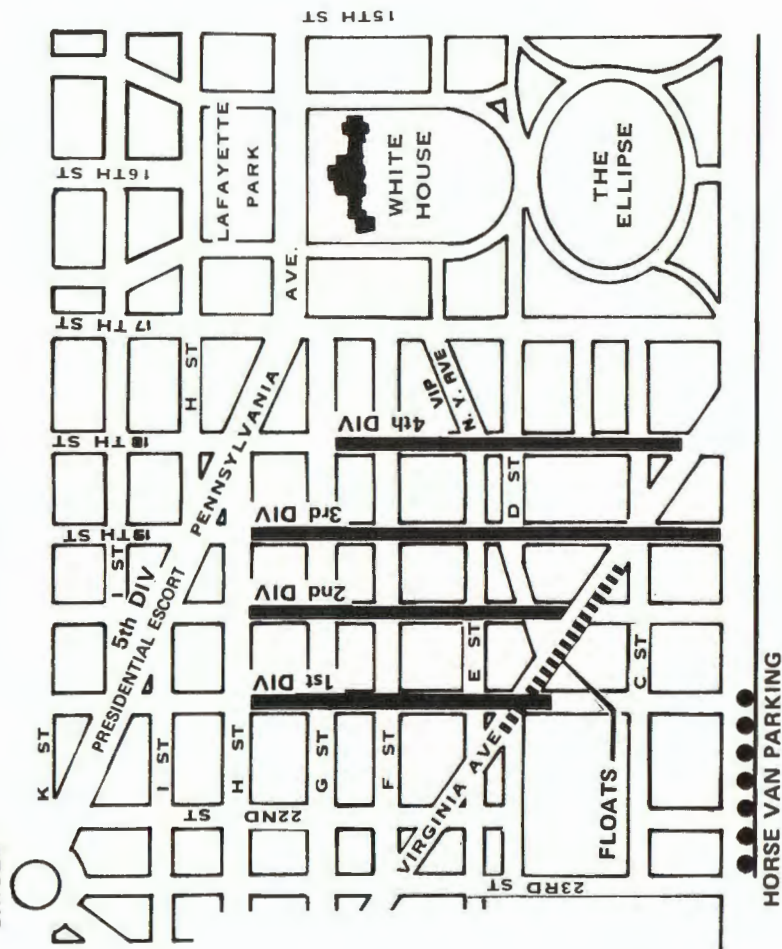 15TH ST
16TH ST
LAFAYETTE
PARK
WHITE
HOUSE
THE
ELLIPSE
AVE.
17TH ST
H ST
PENNSYLVANIA
VIP
N.Y. AVE
18TH ST
4th DIV
D ST
3rd DIV
19TH ST
I ST
5th DIV
PRESIDENTIAL ESCORT
2nd DIV
E ST
C ST
1st DIV
K ST
I ST
H ST
G ST
F ST
VIRGINIA AVE
22ND ST
FLOATS
23RD ST
HORSE VAN PARKING